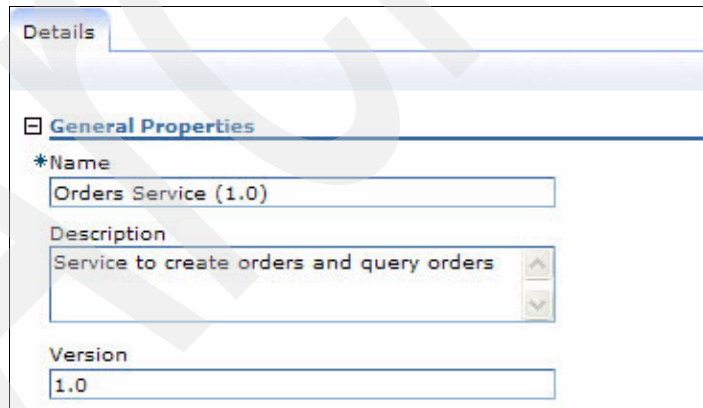 Details
General Properties
*Name
Orders Service (1.0)
Description
Service to create orders and query orders
Version
1.0